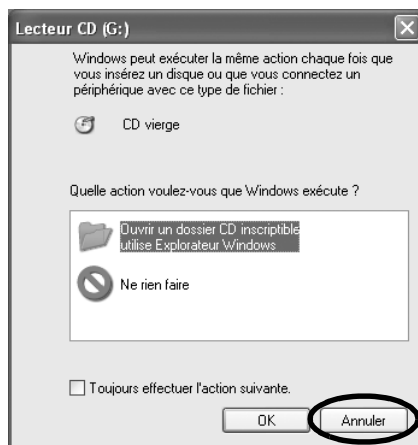 Lecteur CD (G:)
Windows peut exécuter la même action chaque fois que
vous insérez un disque ou que vous connectez un
périphérique avec ce type de fichier :
CD vierge
Quelle action voulez-vous que Windows exécute ?
Ouvrir un dossier CD inscriptible
utilise Explorateur Windows
Ne rien faire
Toujours effectuer l'action suivante.
OK
Annuler